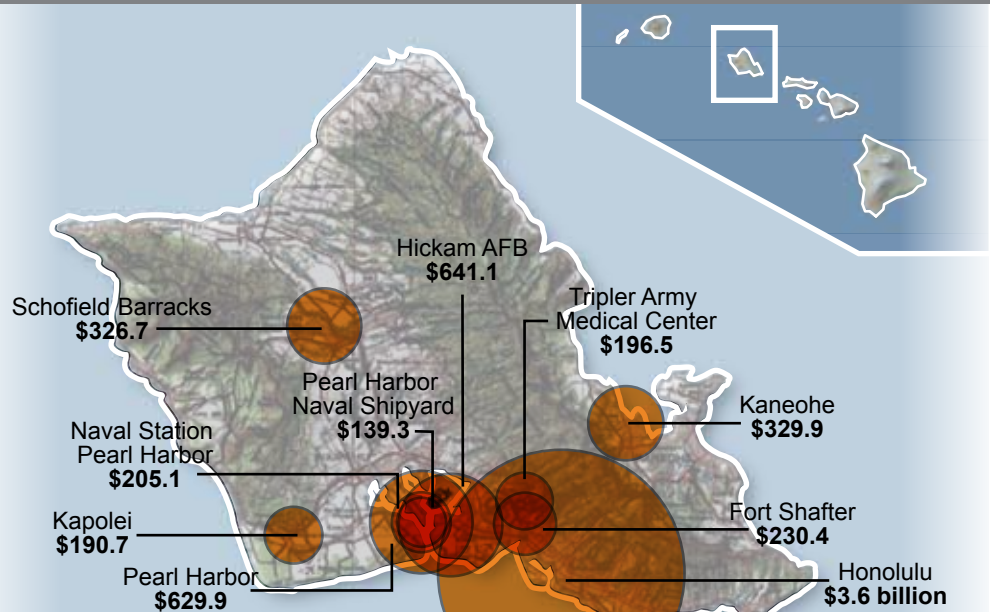 Hickam AFB
$641.1
Schofield Barracks
$326.7
Tripler Army
Medical Center
$196.5
Pearl Harbor
Naval Shipyard
$139.3
Kaneohe
$329.9
Naval Station
Pearl Harbor
$205.1
Kapolei
$190.7
Fort Shafter
$230.4
Pearl Harbor
$629.9
Honolulu
$3.6 billion